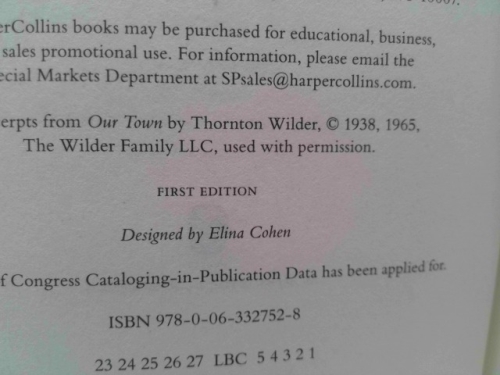 erCollins books may be purchased for educational, business,
sales promotional use. For information, please email the
ecial Markets Department at SPsales@harpercollins.com.
erpts from Our Town by Thornton Wilder, © 1938, 1965,
The Wilder Family LLC, used with permission.
FIRST EDITION
Designed by Elina Cohen
f Congress Cataloging-in-Publication Data has been applied for.
ISBN 978-0-06-332752-8
23 24 25 26 27 LBC 5 4 3 2 1